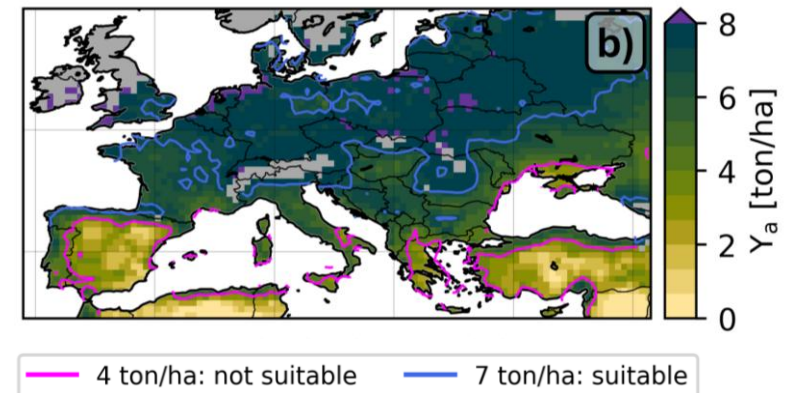 b)
8
6
4
2
0
Yₐ [ton/ha]
4 ton/ha: not suitable
7 ton/ha: suitable